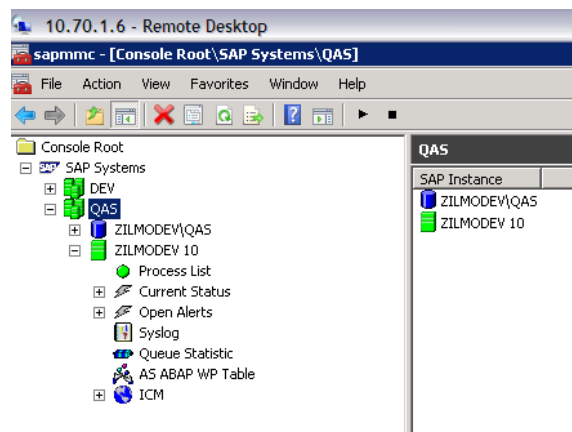 10.70.1.6 - Remote Desktop
sapmmc - [Console Root\SAP Systems\QAS]
File Action View Favorites Window Help
Console Root
SAP Systems
DEV
QAS
ZILMODEV\QAS
ZILMODEV 10
Process List
Current Status
Open Alerts
Syslog
Queue Statistic
AS ABAP WP Table
ICM
QAS
SAP Instance
ZILMODEV\QAS
ZILMODEV 10